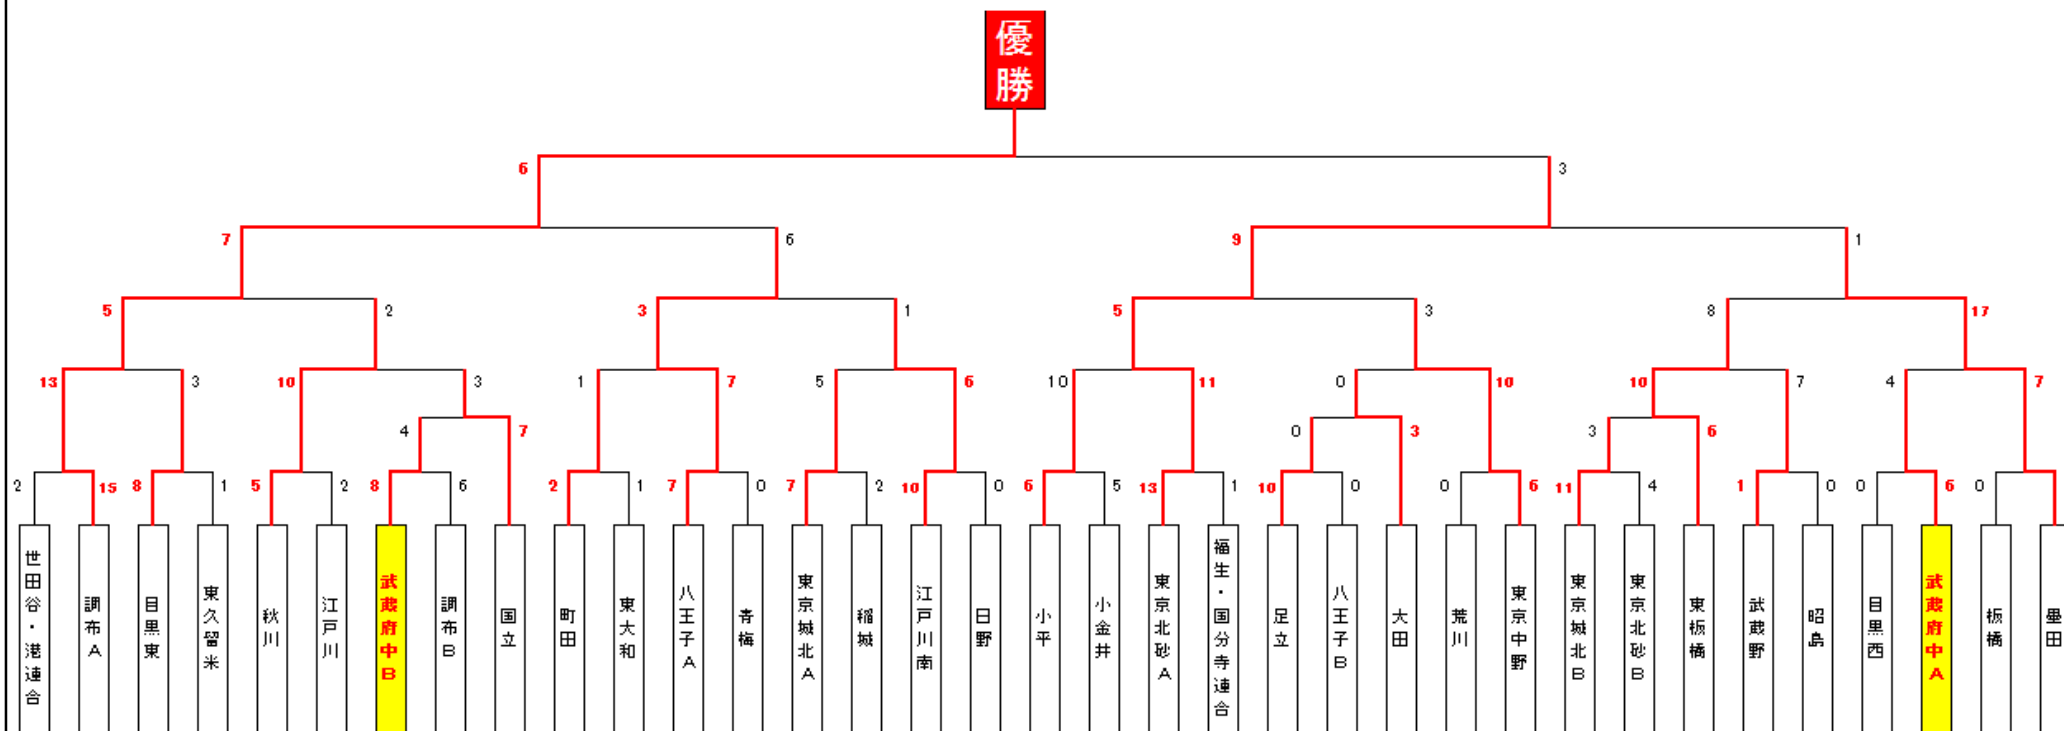 優勝
6 3
7 6 9 1
5 2 3 1 5 3 8 17
13 3 10 3 1 7 5 6 10 11 0 10 10 7 4 7
4 7 0 3 3 6
2 15 8 1 5 2 8 6 2 1 7 0 7 2 10 0 6 5 13 1 10 0 0 6 11 4 1 0 0 6 0
世田谷・港連合
調布A
目黒東
東久留米
秋川
江戸川
武蔵府中B
調布B
国立
町田
東大和
八王子A
青梅
東京城北A
稲城
江戸川南
日野
小平
小金井
東京北砂A
福生・国分寺連合
足立
八王子B
大田
荒川
東京中野
東京城北B
東京北砂B
東板橋
武蔵野
昭島
目黒西
武蔵府中A
板橋
墨田